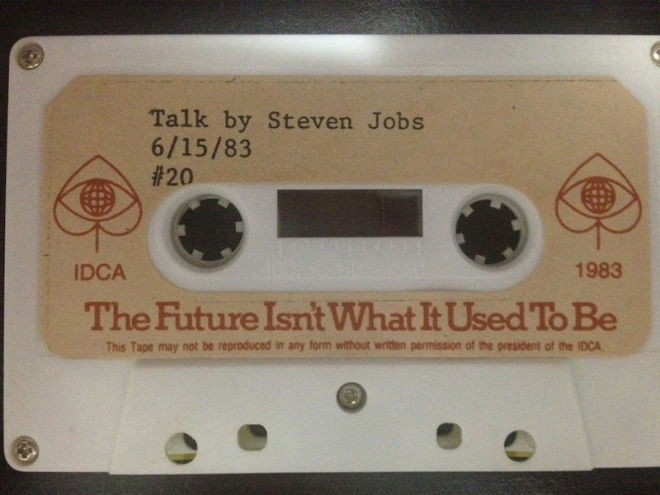 Talk by Steven Jobs
6/15/83
#20
IDCA
1983
The Future Isn't What It Used To Be
This Tape may not be reproduced in any form without written permission of the president of the IDCA.